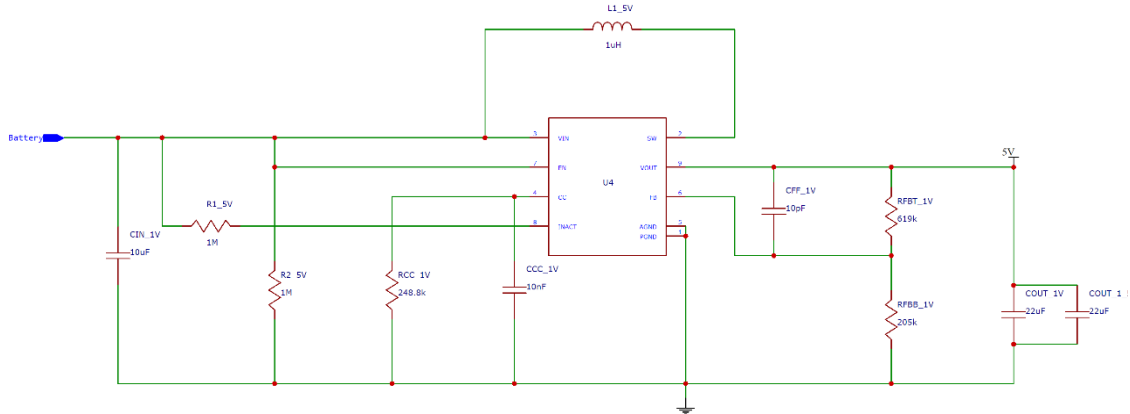 L1_5V
1uH
Battery
3
VIN
SW
2
7
EN
VOUT
9
5V
4
CC
U4
FB
6
8
INACT
AGND
5
PGND
1
R1_5V
1M
CIN_1V
10uF
R2_5V
1M
RCC_1V
248.8k
CCC_1V
10nF
CFF_1V
10pF
RFBT_1V
619k
RFBB_1V
205k
COUT_1V
22uF
COUT_1
22uF